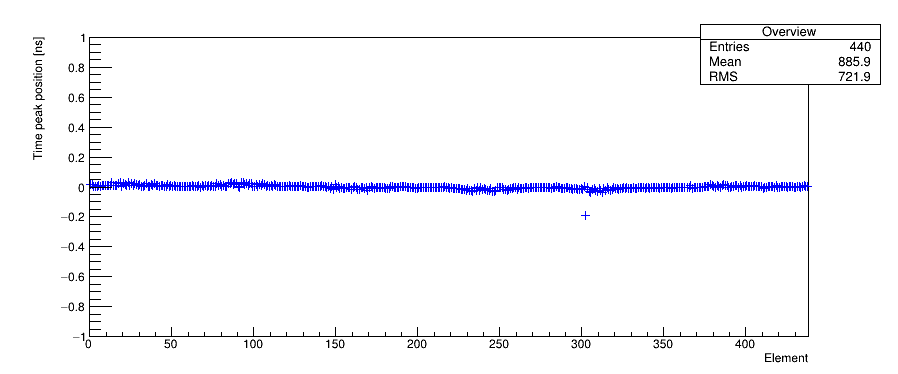 Overview
Entries 440
Mean 885.9
RMS 721.9
Time peak position [ns]
1
0.8
0.6
0.4
0.2
0
−0.2
−0.4
−0.6
−0.8
−1
0 50 100 150 200 250 300 350 400
Element